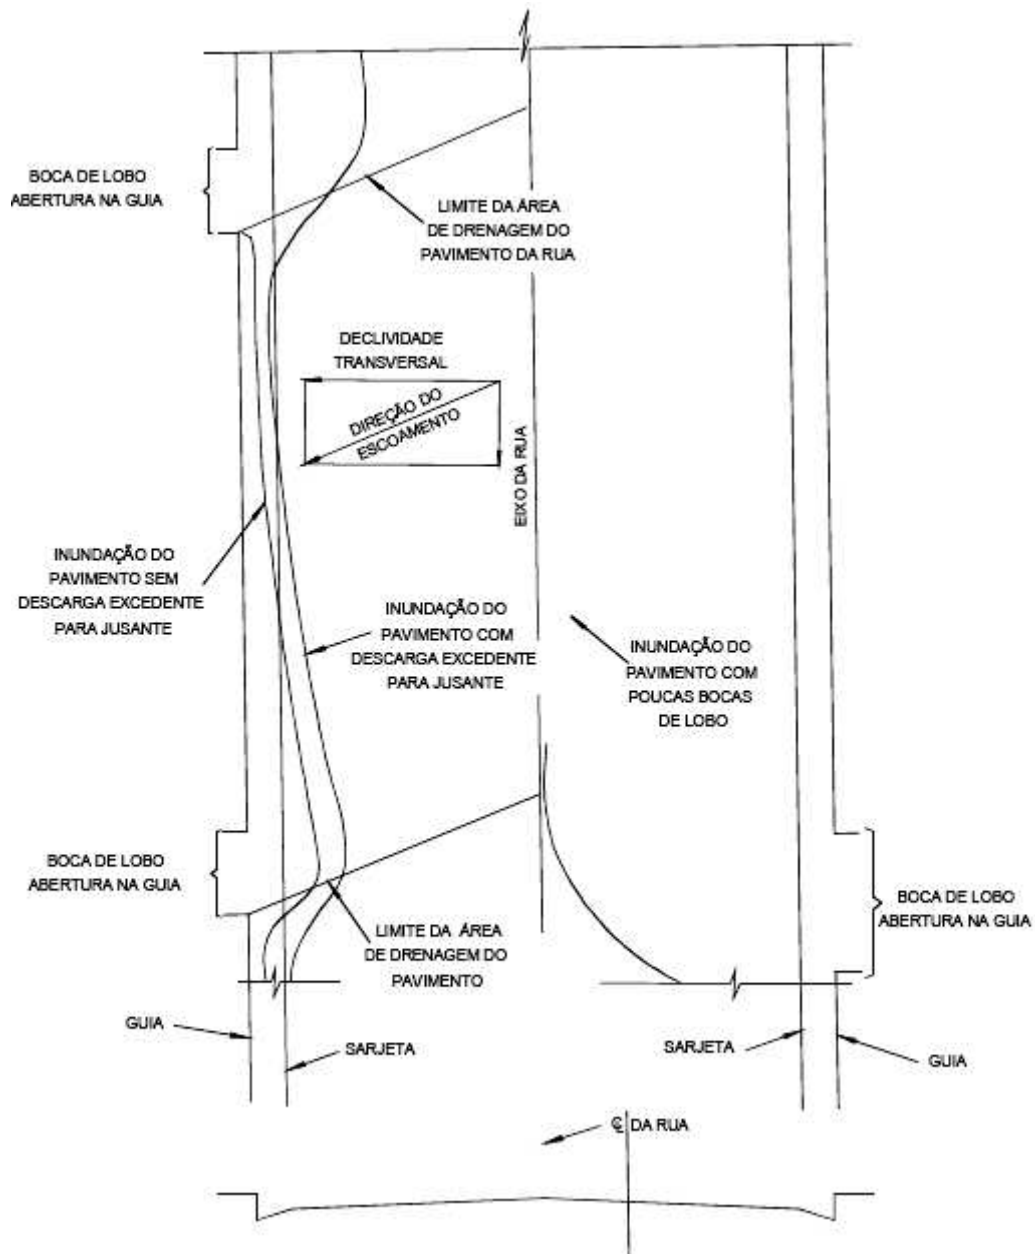 BOCA DE LOBO
ABERTURA NA GUIA
LIMITE DA ÁREA
DE DRENAGEM DO
PAVIMENTO DA RUA
DECLIVIDADE
TRANSVERSAL
DIREÇÃO DO
ESCOAMENTO
EIXO DA RUA
INUNDAÇÃO DO
PAVIMENTO SEM
DESCARGA EXCEDENTE
PARA JUSANTE
INUNDAÇÃO DO
PAVIMENTO COM
DESCARGA EXCEDENTE
PARA JUSANTE
INUNDAÇÃO DO
PAVIMENTO COM
POUCAS BOCAS
DE LOBO
BOCA DE LOBO
ABERTURA NA GUIA
BOCA DE LOBO
ABERTURA NA GUIA
LIMITE DA ÁREA
DE DRENAGEM DO
PAVIMENTO
GUIA
SARJETA
SARJETA
GUIA
℄ DA RUA